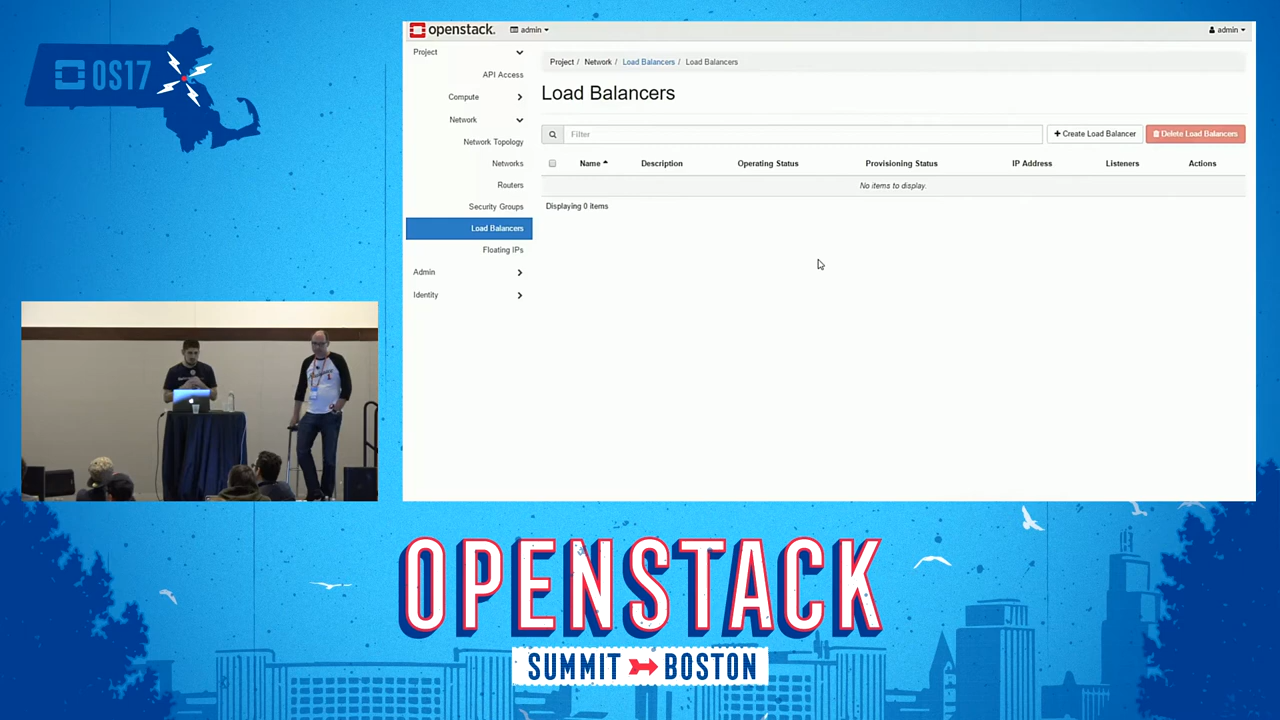 OS17
openstack.
admin
admin
Project
API Access
Compute
Network
Network Topology
Networks
Routers
Security Groups
Load Balancers
Floating IPs
Admin
Identity
Project / Network / Load Balancers / Load Balancers
Load Balancers
Filter
Create Load Balancer
Delete Load Balancers
Name Description Operating Status Provisioning Status IP Address Listeners Actions
No items to display.
Displaying 0 items
OPENSTACK
SUMMIT BOSTON